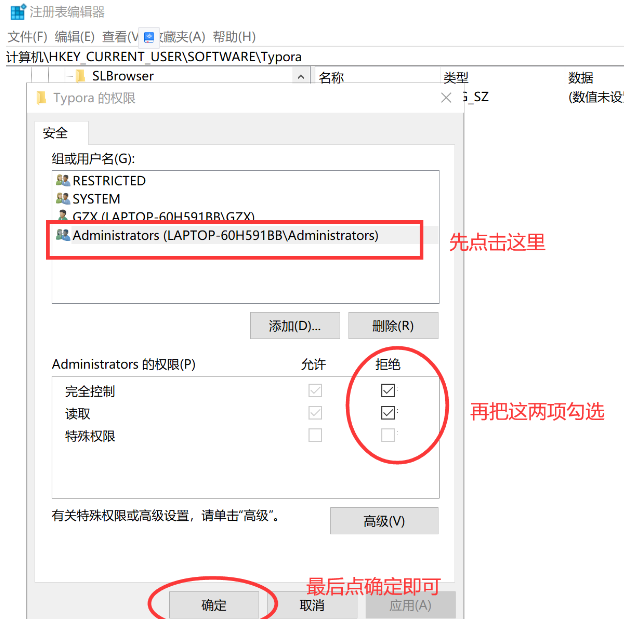 注册表编辑器
文件(F) 编辑(E) 查看(V 收藏夹(A) 帮助(H)
计算机\HKEY_CURRENT_USER\SOFTWARE\Typora
SLBrowser
名称 类型 数据
G_SZ (数值未设
Typora 的权限
安全
组或用户名(G):
RESTRICTED
SYSTEM
GZX (LAPTOP-60H591BB\GZX)
Administrators (LAPTOP-60H591BB\Administrators)
先点击这里
添加(D)... 删除(R)
Administrators 的权限(P) 允许 拒绝
完全控制
读取
再把这两项勾选
特殊权限
有关特殊权限或高级设置，请单击“高级”。
高级(V)
最后点确定即可
确定 取消 应用(A)